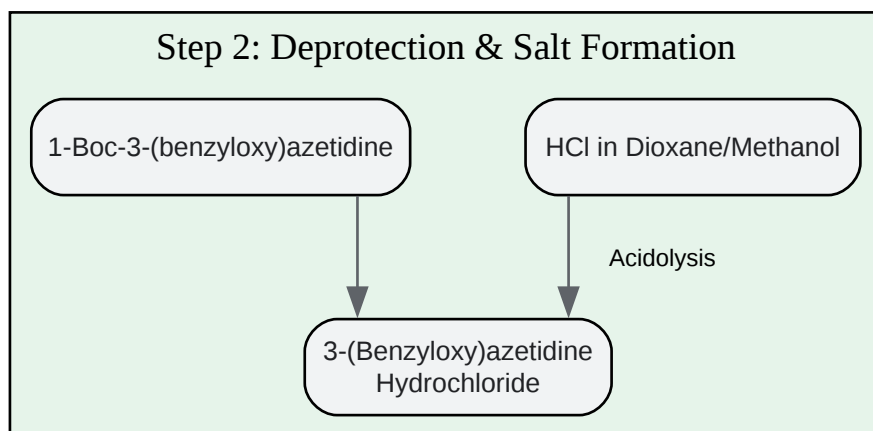 Step 2: Deprotection & Salt Formation
1-Boc-3-(benzyloxy)azetidine
HCl in Dioxane/Methanol
Acidolysis
3-(Benzyloxy)azetidine
Hydrochloride